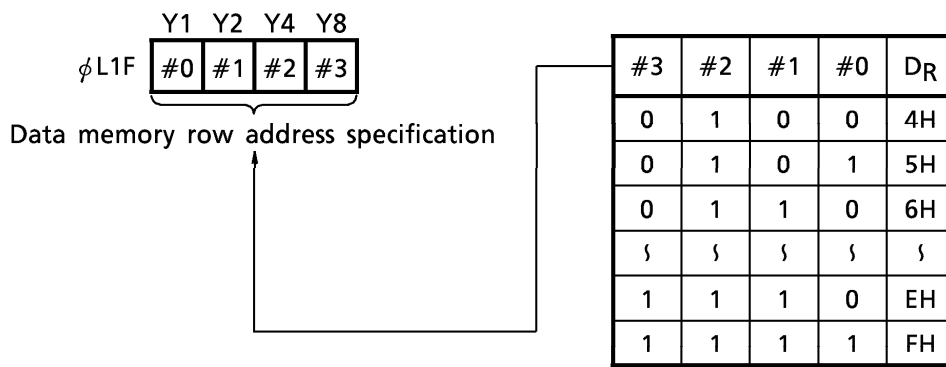 Y1 Y2 Y4 Y8
ϕL1F #0 #1 #2 #3
Data memory row address specification
#3 #2 #1 #0 DR
0 1 0 0 4H
0 1 0 1 5H
0 1 1 0 6H
≀ ≀ ≀ ≀ ≀
1 1 1 0 EH
1 1 1 1 FH